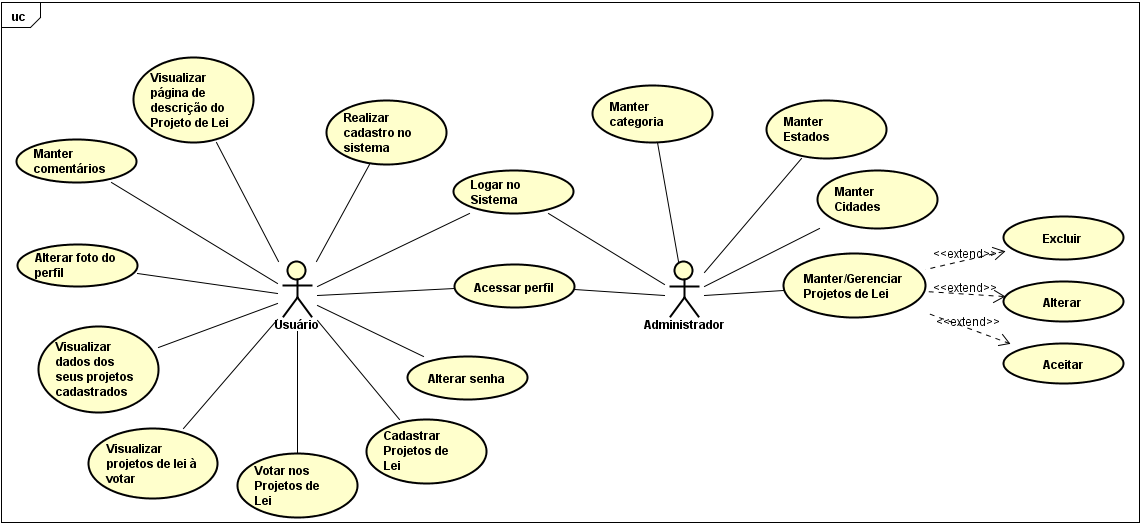 uc
Visualizar
página de
descrição do
Projeto de Lei
Realizar
cadastro no
sistema
Manter
categoria
Manter
Estados
Manter
comentários
Logar no
Sistema
Manter
Cidades
Alterar foto do
perfil
Acessar perfil
Manter/Gerenciar
Projetos de Lei
<<extend>>
Excluir
<<extend>>
Alterar
<<extend>>
Aceitar
Usuário
Administrador
Visualizar
dados dos
seus projetos
cadastrados
Alterar senha
Visualizar
projetos de lei à
votar
Votar nos
Projetos de
Lei
Cadastrar
Projetos de
Lei